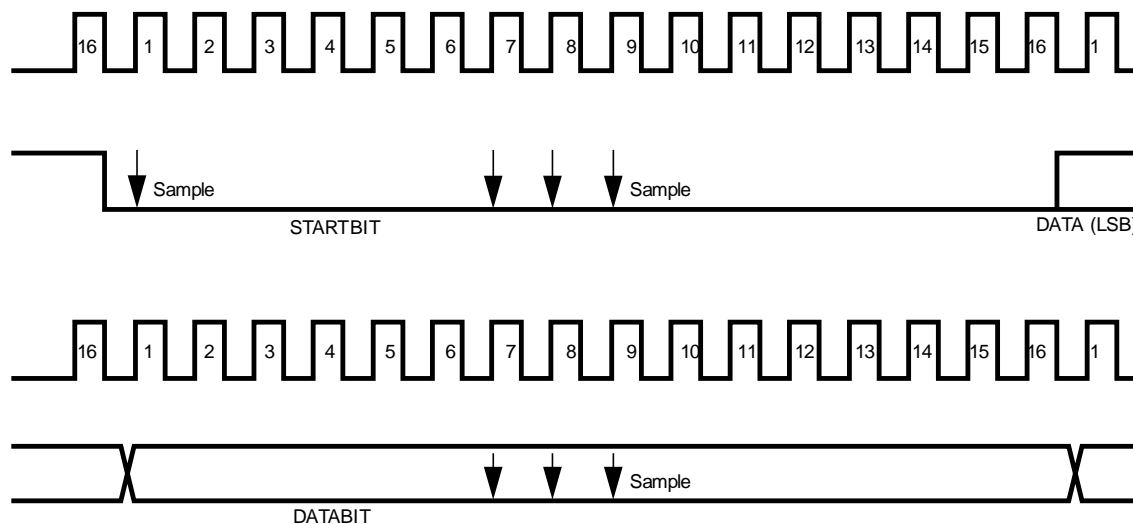 16 1 2 3 4 5 6 7 8 9 10 11 12 13 14 15 16 1
Sample Sample
STARTBIT DATA (LSB)
16 1 2 3 4 5 6 7 8 9 10 11 12 13 14 15 16 1
Sample
DATABIT